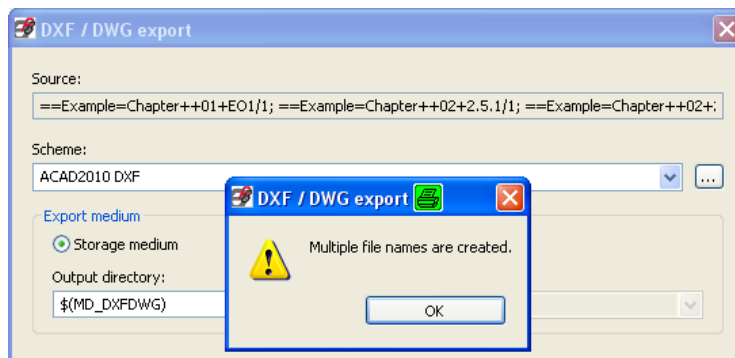 DXF / DWG export
Source:
==Example=Chapter++01+EO1/1; ==Example=Chapter++02+2.5.1/1; ==Example=Chapter++02+2
Scheme:
ACAD2010 DXF
...
DXF / DWG export
Export medium
Storage medium
Multiple file names are created.
Output directory:
$(MD_DXFDWG)
OK